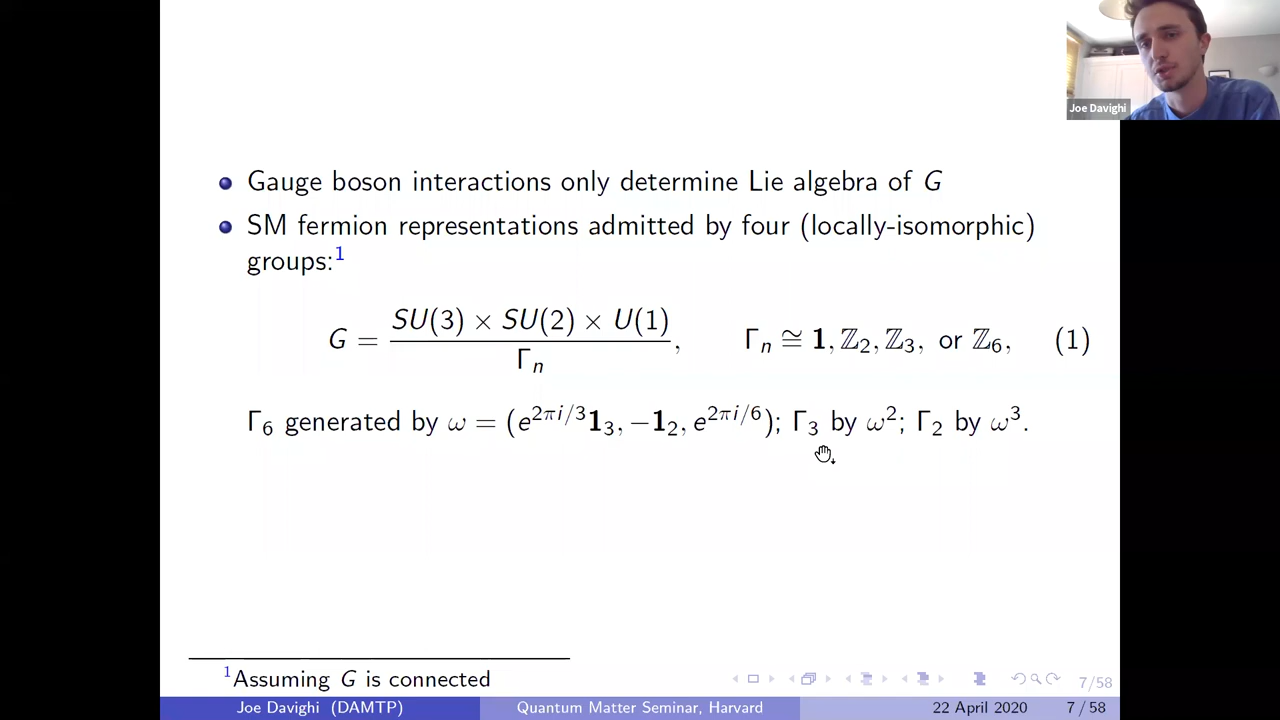 Joe Davighi
Gauge boson interactions only determine Lie algebra of G
SM fermion representations admitted by four (locally-isomorphic)
groups:¹
G = SU(3) × SU(2) × U(1) / Γₙ, Γₙ ≅ 𝟏, ℤ₂, ℤ₃, or ℤ₆, (1)
Γ₆ generated by ω = (e^{2πi/3}𝟏₃, −𝟏₂, e^{2πi/6}); Γ₃ by ω²; Γ₂ by ω³.
¹Assuming G is connected
7/58
Joe Davighi (DAMTP) Quantum Matter Seminar, Harvard 22 April 2020 7 / 58